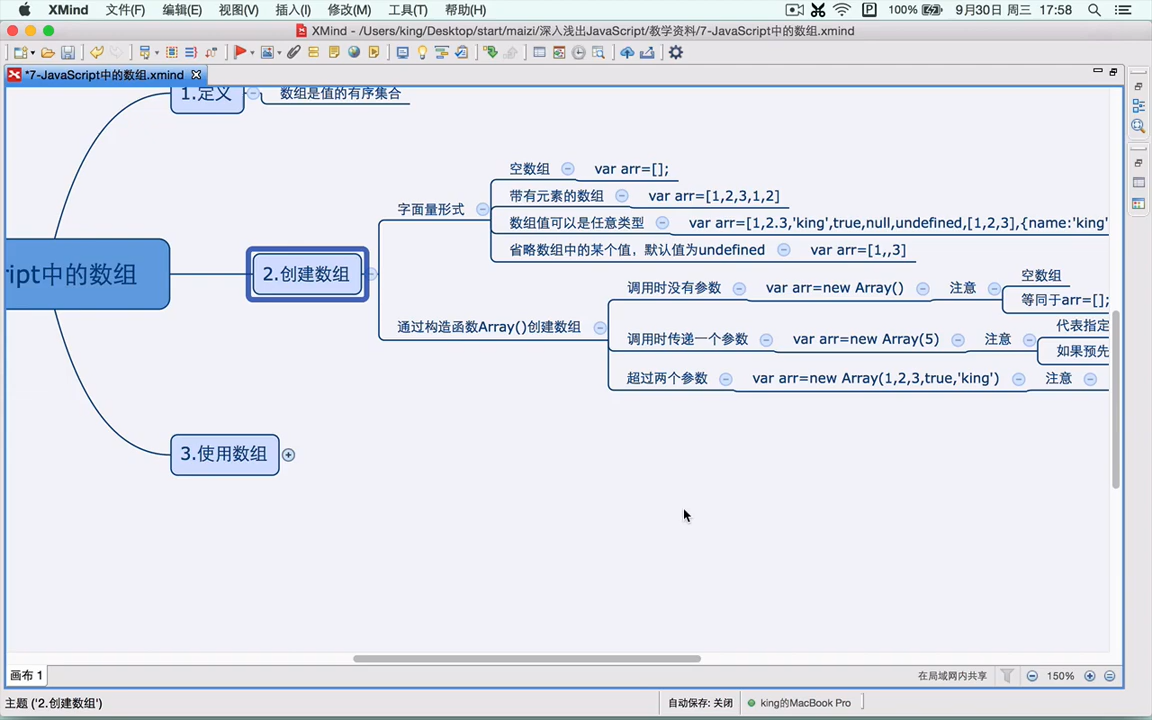 XMind 文件(F) 编辑(E) 视图(V) 插入(I) 修改(M) 工具(T) 帮助(H) 100% 9月30日 周三 17:58
XMind - /Users/king/Desktop/start/maizi/深入浅出JavaScript/教学资料/7-JavaScript中的数组.xmind
*7-JavaScript中的数组.xmind
1.定义 数组是值的有序集合
空数组 var arr=[];
带有元素的数组 var arr=[1,2,3,1,2]
字面量形式
数组值可以是任意类型 var arr=[1,2.3,'king',true,null,undefined,[1,2,3],{name:'king'
省略数组中的某个值，默认值为undefined var arr=[1,,3]
ript中的数组
2.创建数组
空数组
调用时没有参数 var arr=new Array() 注意
等同于arr=[];
通过构造函数Array()创建数组
代表指定
调用时传递一个参数 var arr=new Array(5) 注意
如果预先
超过两个参数 var arr=new Array(1,2,3,true,'king') 注意
3.使用数组
画布 1
在局域网内共享 150%
主题 ('2.创建数组') 自动保存: 关闭 king的MacBook Pro